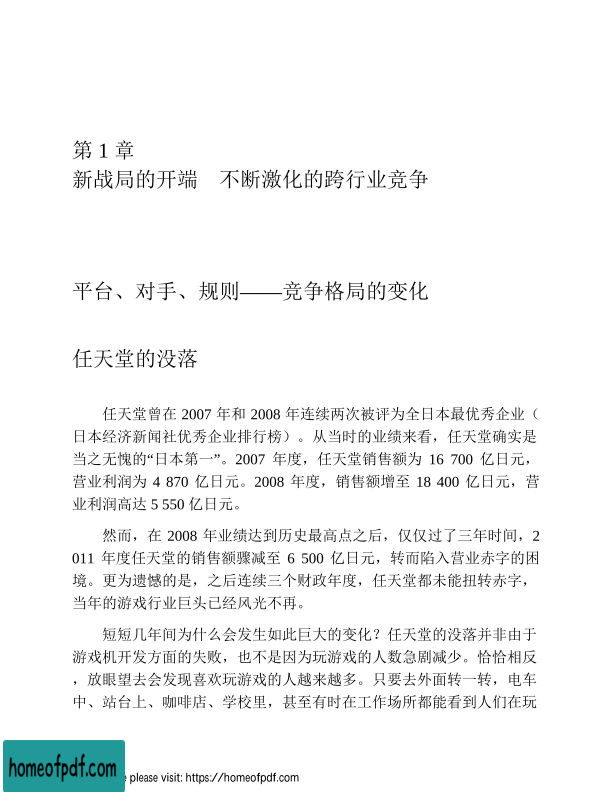 第 1 章
新战局的开端　不断激化的跨行业竞争
平台、对手、规则——竞争格局的变化
任天堂的没落
任天堂曾在 2007 年和 2008 年连续两次被评为全日本最优秀企业（
日本经济新闻社优秀企业排行榜）。从当时的业绩来看，任天堂确实是
当之无愧的“日本第一”。2007 年度，任天堂销售额为 16 700 亿日元，
营业利润为 4 870 亿日元。2008 年度，销售额增至 18 400 亿日元，营
业利润高达 5 550 亿日元。
然而，在 2008 年业绩达到历史最高点之后，仅仅过了三年时间，2
011 年度任天堂的销售额骤减至 6 500 亿日元，转而陷入营业赤字的困
境。更为遗憾的是，之后连续三个财政年度，任天堂都未能扭转赤字，
当年的游戏行业巨头已经风光不再。
短短几年间为什么会发生如此巨大的变化？任天堂的没落并非由于
游戏机开发方面的失败，也不是因为玩游戏的人数急剧减少。恰恰相反
，放眼望去会发现喜欢玩游戏的人越来越多。只要去外面转一转，电车
中、站台上、咖啡店、学校里，甚至有时在工作场所都能看到人们在玩
homeofpdf.com
e please visit: https://homeofpdf.com